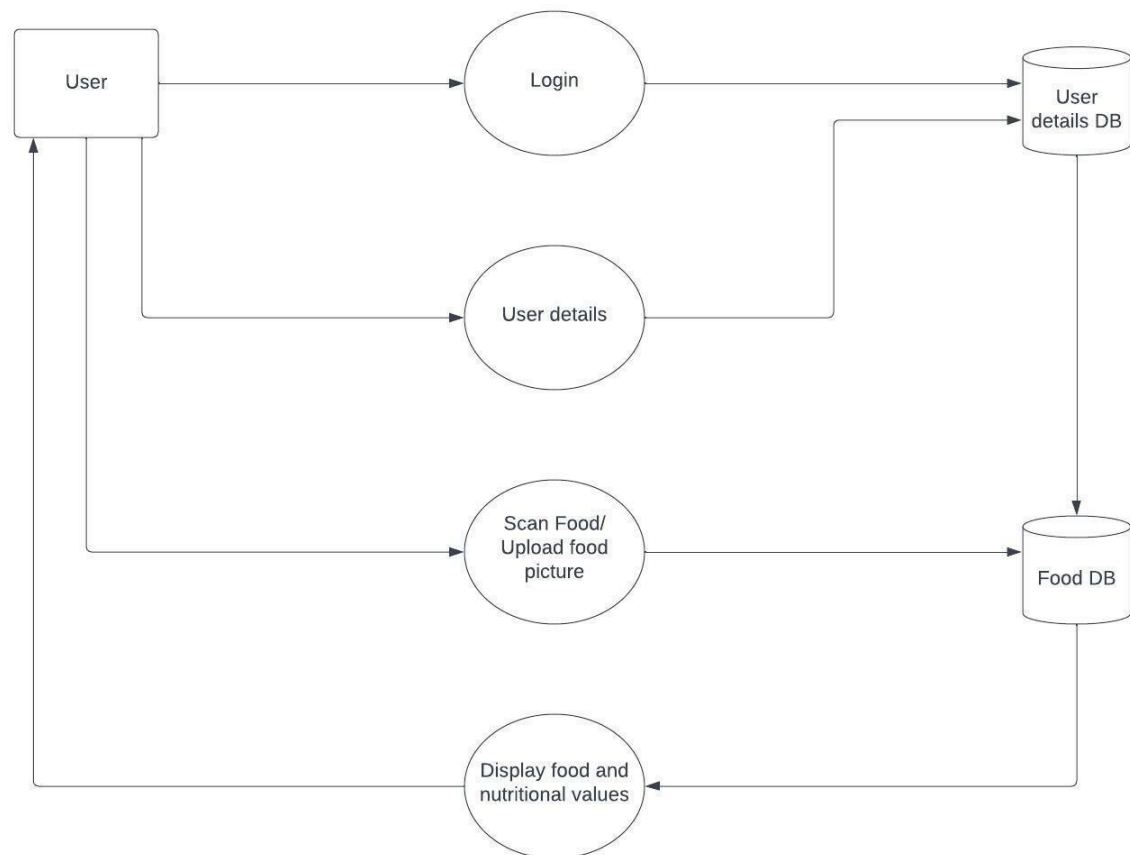 User
Login
User
details DB
User details
Scan Food/
Upload food
picture
Food DB
Display food and
nutritional values